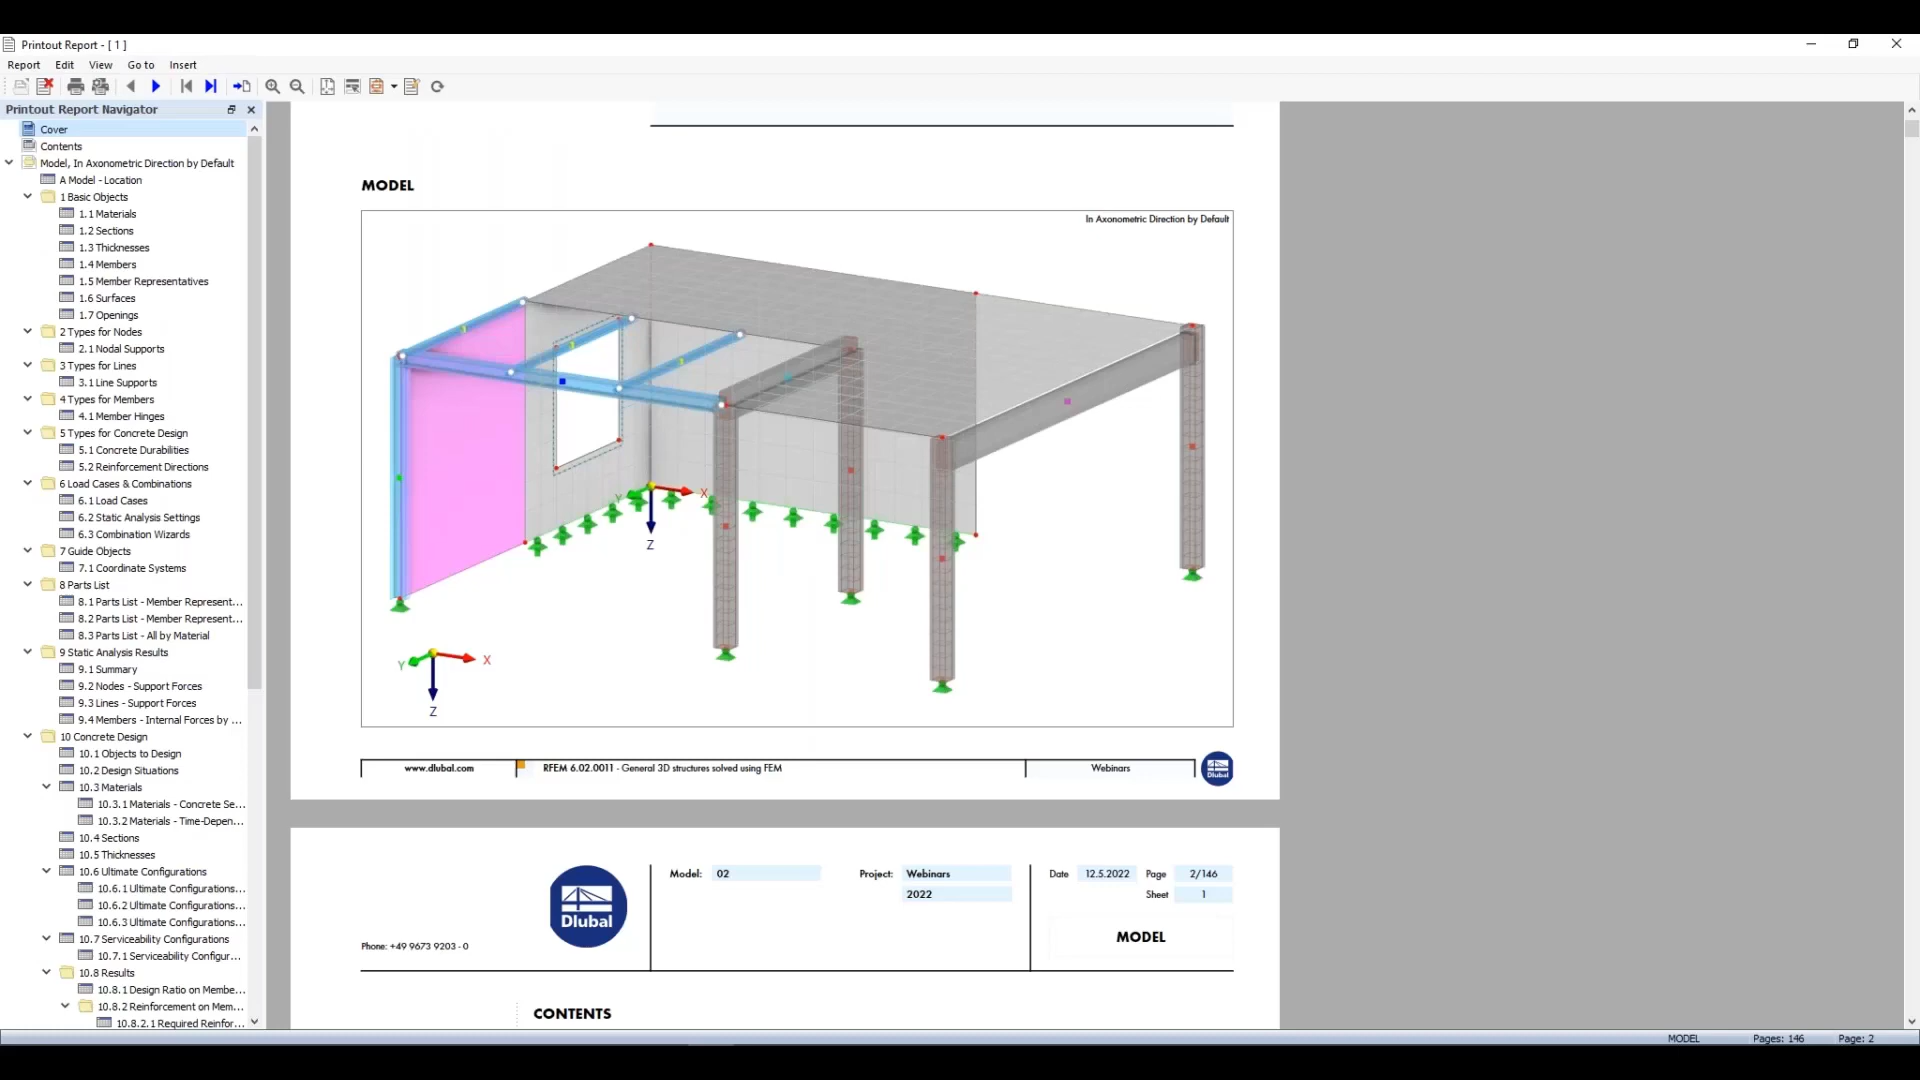 Printout Report - [ 1 ]
Report Edit View Go to Insert
Printout Report Navigator
Cover
Contents
Model, In Axonometric Direction by Default
A Model - Location
1 Basic Objects
1.1 Materials
1.2 Sections
1.3 Thicknesses
1.4 Members
1.5 Member Representatives
1.6 Surfaces
1.7 Openings
2 Types for Nodes
2.1 Nodal Supports
3 Types for Lines
3.1 Line Supports
4 Types for Members
4.1 Member Hinges
5 Types for Concrete Design
5.1 Concrete Durabilities
5.2 Reinforcement Directions
6 Load Cases & Combinations
6.1 Load Cases
6.2 Static Analysis Settings
6.3 Combination Wizards
7 Guide Objects
7.1 Coordinate Systems
8 Parts List
8.1 Parts List - Member Represent...
8.2 Parts List - Member Represent...
8.3 Parts List - All by Material
9 Static Analysis Results
9.1 Summary
9.2 Nodes - Support Forces
9.3 Lines - Support Forces
9.4 Members - Internal Forces by ...
10 Concrete Design
10.1 Objects to Design
10.2 Design Situations
10.3 Materials
10.3.1 Materials - Concrete Se...
10.3.2 Materials - Time-Depen...
10.4 Sections
10.5 Thicknesses
10.6 Ultimate Configurations
10.6.1 Ultimate Configurations...
10.6.2 Ultimate Configurations...
10.6.3 Ultimate Configurations...
10.7 Serviceability Configurations
10.7.1 Serviceability Configur...
10.8 Results
10.8.1 Design Ratio on Membe...
10.8.2 Reinforcement on Mem...
10.8.2.1 Required Reinfor...
MODEL
In Axonometric Direction by Default
Y X
Z
Y X
Z
www.dlubal.com RFEM 6.02.0011 - General 3D structures solved using FEM Webinars
Dlubal
Dlubal
Phone: +49 9673 9203 - 0
Model: 02
Project: Webinars
2022
Date 12.5.2022 Page 2/146
Sheet 1
MODEL
CONTENTS
MODEL Pages: 146 Page: 2